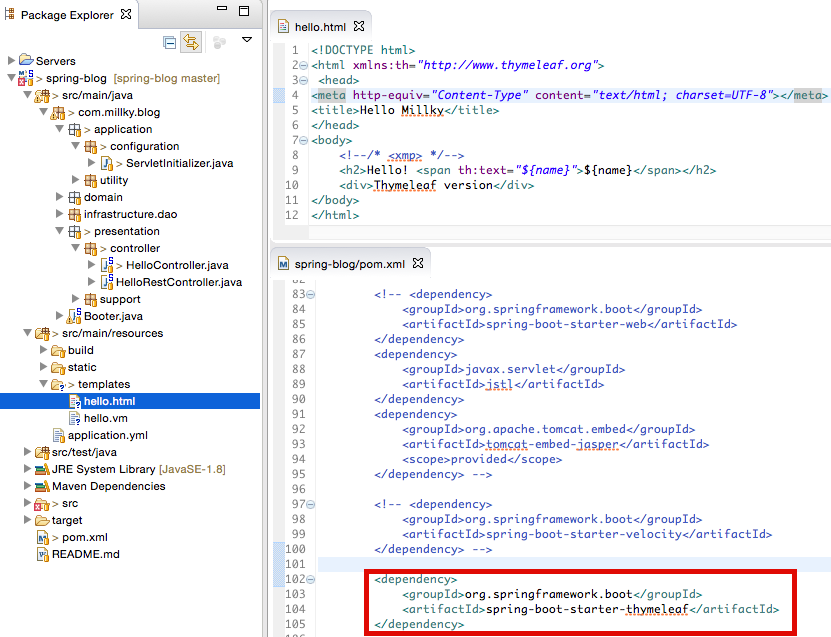 Package Explorer
Servers
> spring-blog [spring-blog master]
> src/main/java
> com.millky.blog
> application
> configuration
> ServletInitializer.java
> utility
domain
> infrastructure.dao
> presentation
> controller
> HelloController.java
HelloRestController.java
> support
Booter.java
> src/main/resources
build
static
> templates
hello.html
hello.vm
application.yml
src/test/java
JRE System Library [JavaSE-1.8]
Maven Dependencies
> src
target
> pom.xml
README.md
hello.html
1 <!DOCTYPE html>
2 <html xmlns:th="http://www.thymeleaf.org">
3 <head>
4 <meta http-equiv="Content-Type" content="text/html; charset=UTF-8"></meta>
5 <title>Hello Millky</title>
6 </head>
7 <body>
8 <!--/* <xmp> */-->
9 <h2>Hello! <span th:text="${name}">${name}</span></h2>
10 <div>Thymeleaf version</div>
11 </body>
12 </html>
spring-blog/pom.xml
82
83 <!-- <dependency>
84 <groupId>org.springframework.boot</groupId>
85 <artifactId>spring-boot-starter-web</artifactId>
86 </dependency>
87 <dependency>
88 <groupId>javax.servlet</groupId>
89 <artifactId>jstl</artifactId>
90 </dependency>
91 <dependency>
92 <groupId>org.apache.tomcat.embed</groupId>
93 <artifactId>tomcat-embed-jasper</artifactId>
94 <scope>provided</scope>
95 </dependency> -->
96
97 <!-- <dependency>
98 <groupId>org.springframework.boot</groupId>
99 <artifactId>spring-boot-starter-velocity</artifactId>
100 </dependency> -->
101
102 <dependency>
103 <groupId>org.springframework.boot</groupId>
104 <artifactId>spring-boot-starter-thymeleaf</artifactId>
105 </dependency>